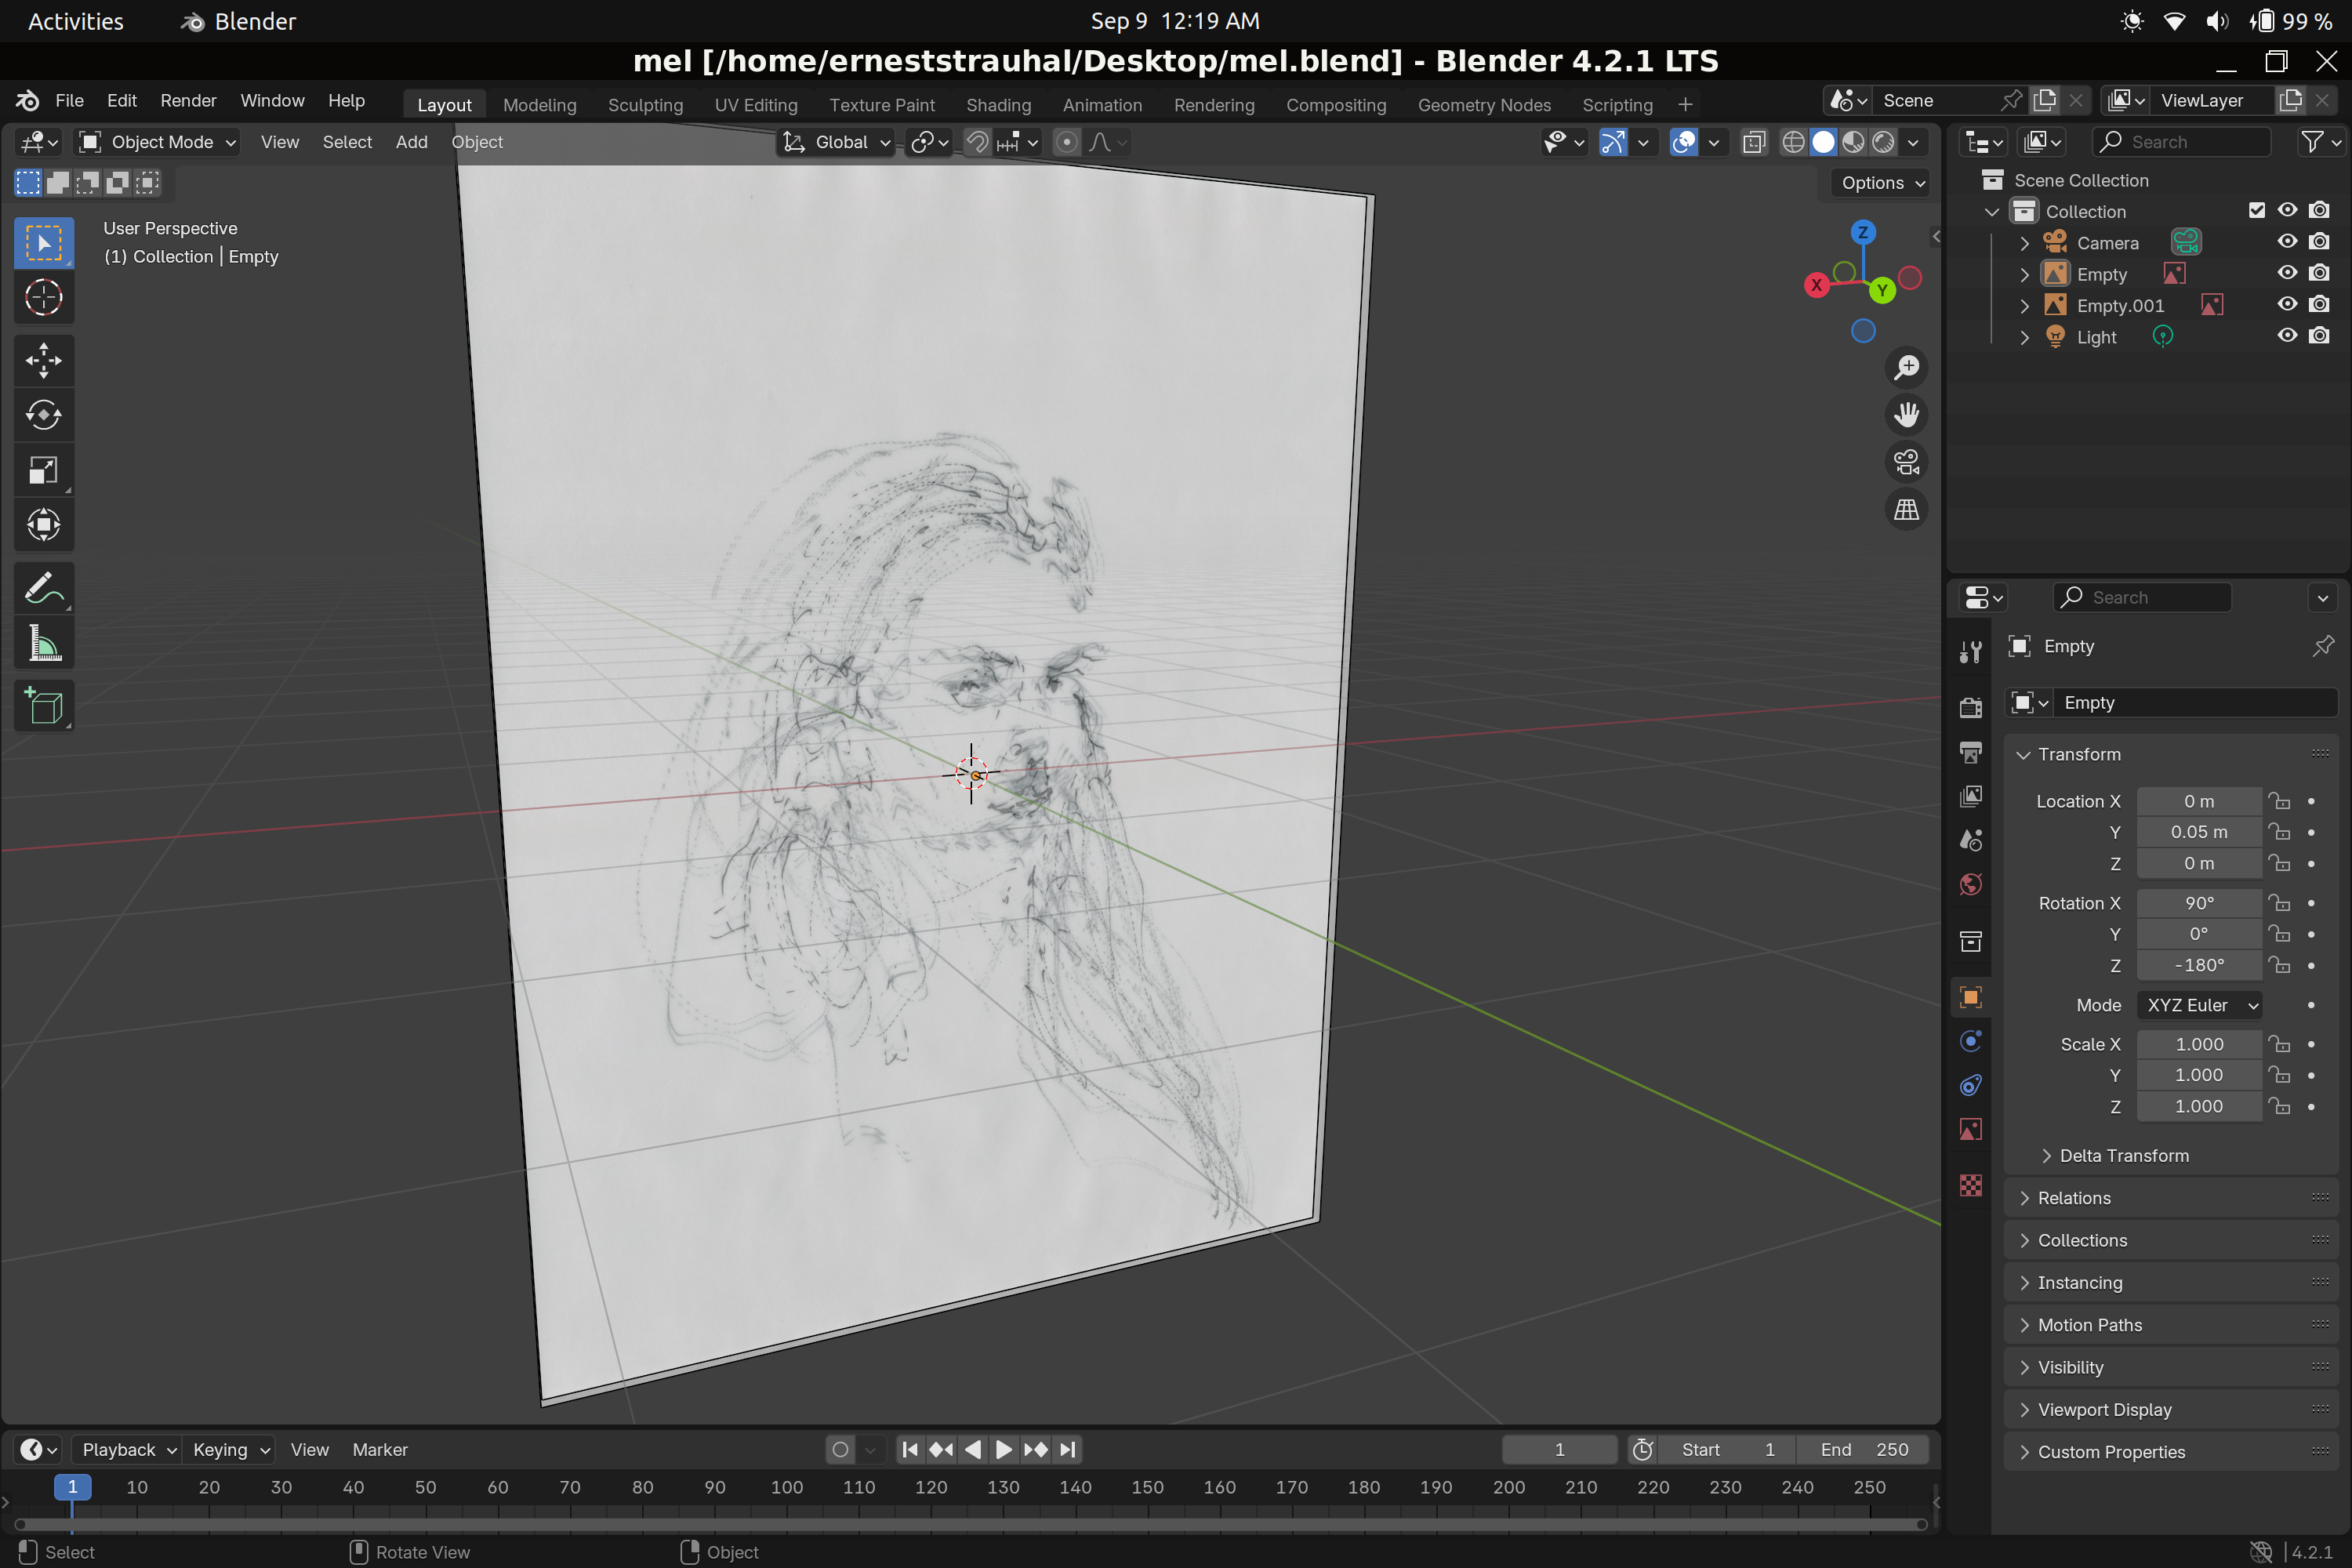 Activities Blender Sep 9 12:19 AM 99 %
mel [/home/erneststrauhal/Desktop/mel.blend] - Blender 4.2.1 LTS
File Edit Render Window Help Layout Modeling Sculpting UV Editing Texture Paint Shading Animation Rendering Compositing Geometry Nodes Scripting + Scene ViewLayer
Object Mode View Select Add Object Global Search
Options
User Perspective
(1) Collection | Empty
Z
X
Y
Scene Collection
Collection
Camera
Empty
Empty.001
Light
Search
Empty
Empty
Transform
Location X 0 m
Y 0.05 m
Z 0 m
Rotation X 90°
Y 0°
Z -180°
Mode XYZ Euler
Scale X 1.000
Y 1.000
Z 1.000
Delta Transform
Relations
Collections
Instancing
Motion Paths
Visibility
Viewport Display
Custom Properties
Playback Keying View Marker 1 Start 1 End 250
1 10 20 30 40 50 60 70 80 90 100 110 120 130 140 150 160 170 180 190 200 210 220 230 240 250
Select Rotate View Object 4.2.1